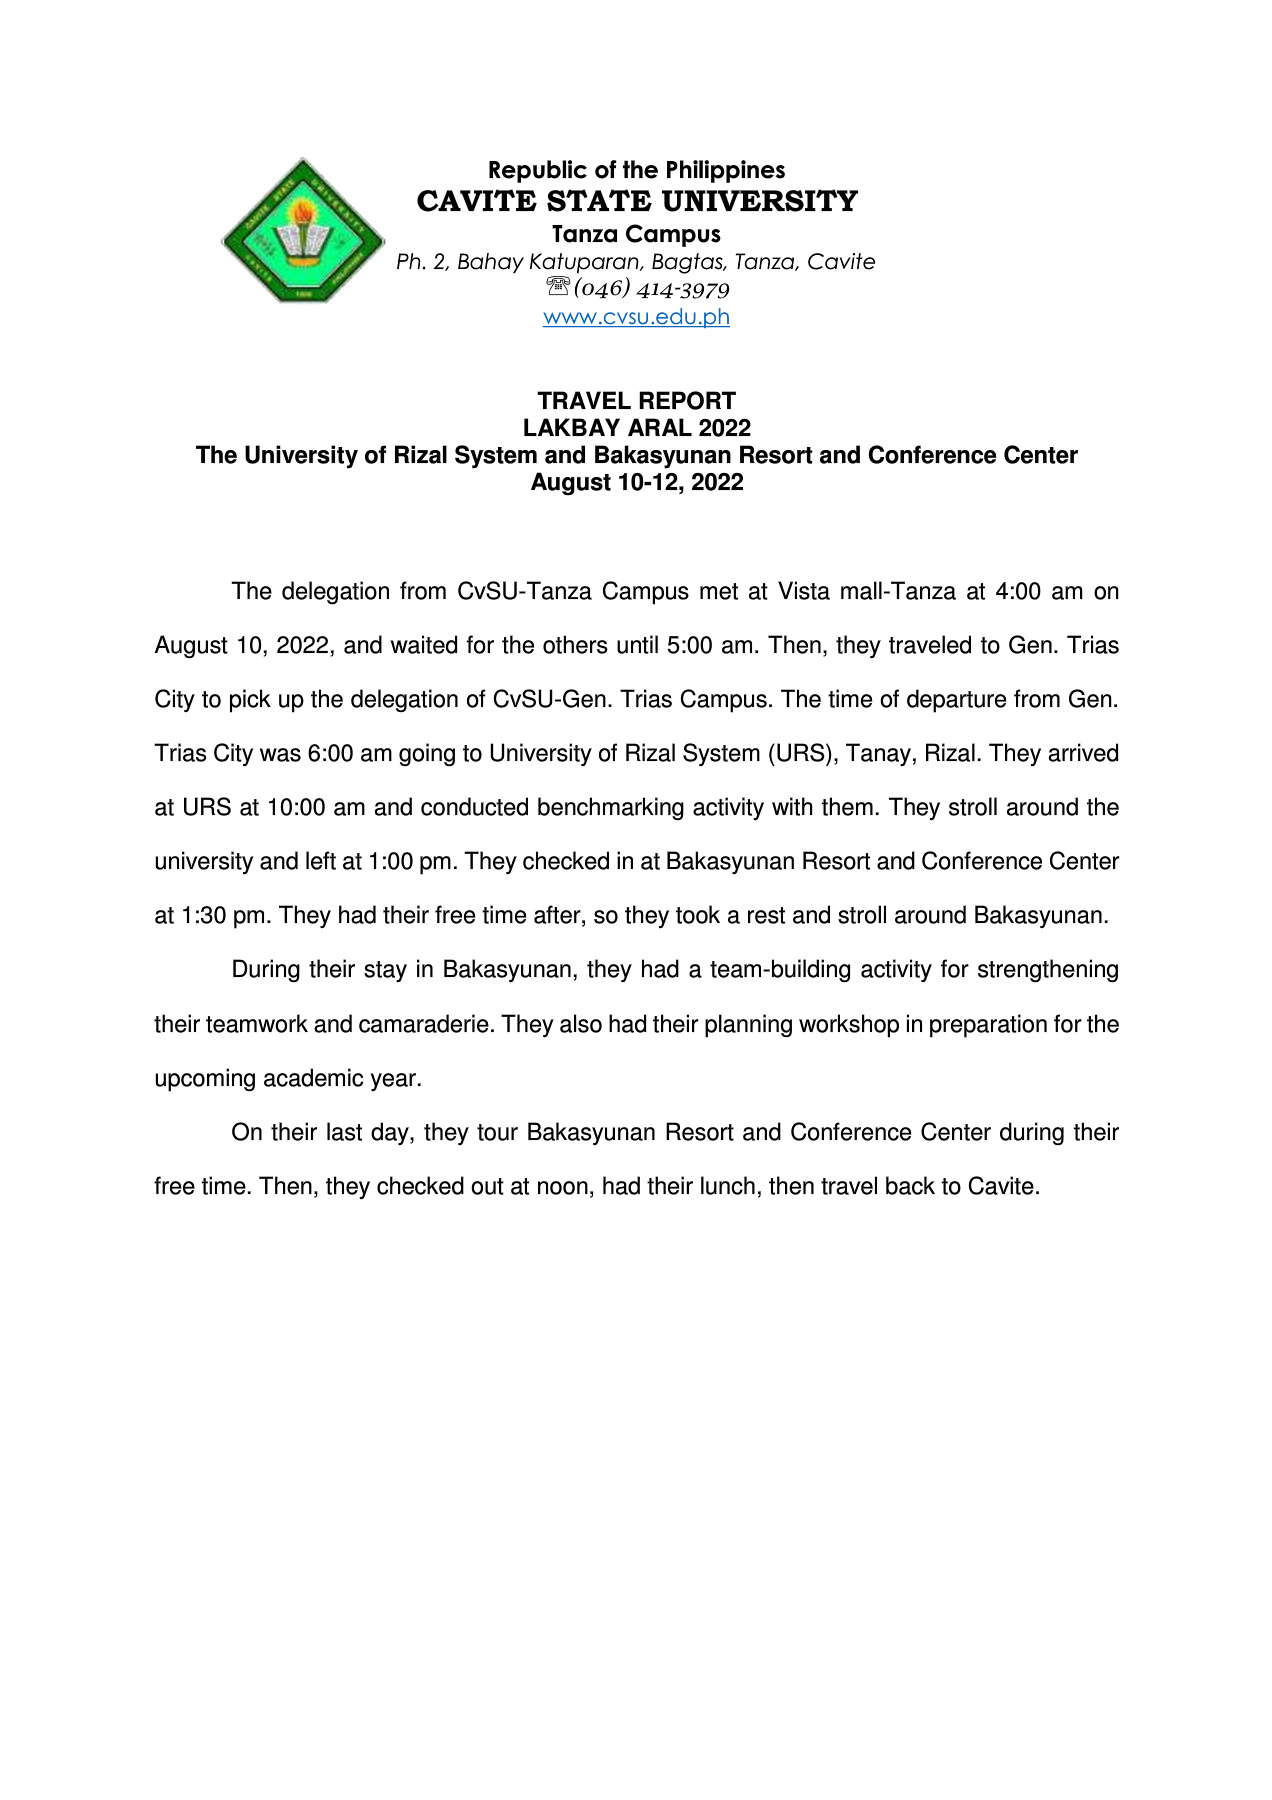 Republic of the Philippines
CAVITE STATE UNIVERSITY
Tanza Campus
Ph. 2, Bahay Katuparan, Bagtas, Tanza, Cavite
☏(046) 414-3979
www.cvsu.edu.ph
TRAVEL REPORT
LAKBAY ARAL 2022
The University of Rizal System and Bakasyunan Resort and Conference Center
August 10-12, 2022
The delegation from CvSU-Tanza Campus met at Vista mall-Tanza at 4:00 am on
August 10, 2022, and waited for the others until 5:00 am. Then, they traveled to Gen. Trias
City to pick up the delegation of CvSU-Gen. Trias Campus. The time of departure from Gen.
Trias City was 6:00 am going to University of Rizal System (URS), Tanay, Rizal. They arrived
at URS at 10:00 am and conducted benchmarking activity with them. They stroll around the
university and left at 1:00 pm. They checked in at Bakasyunan Resort and Conference Center
at 1:30 pm. They had their free time after, so they took a rest and stroll around Bakasyunan.
During their stay in Bakasyunan, they had a team-building activity for strengthening
their teamwork and camaraderie. They also had their planning workshop in preparation for the
upcoming academic year.
On their last day, they tour Bakasyunan Resort and Conference Center during their
free time. Then, they checked out at noon, had their lunch, then travel back to Cavite.